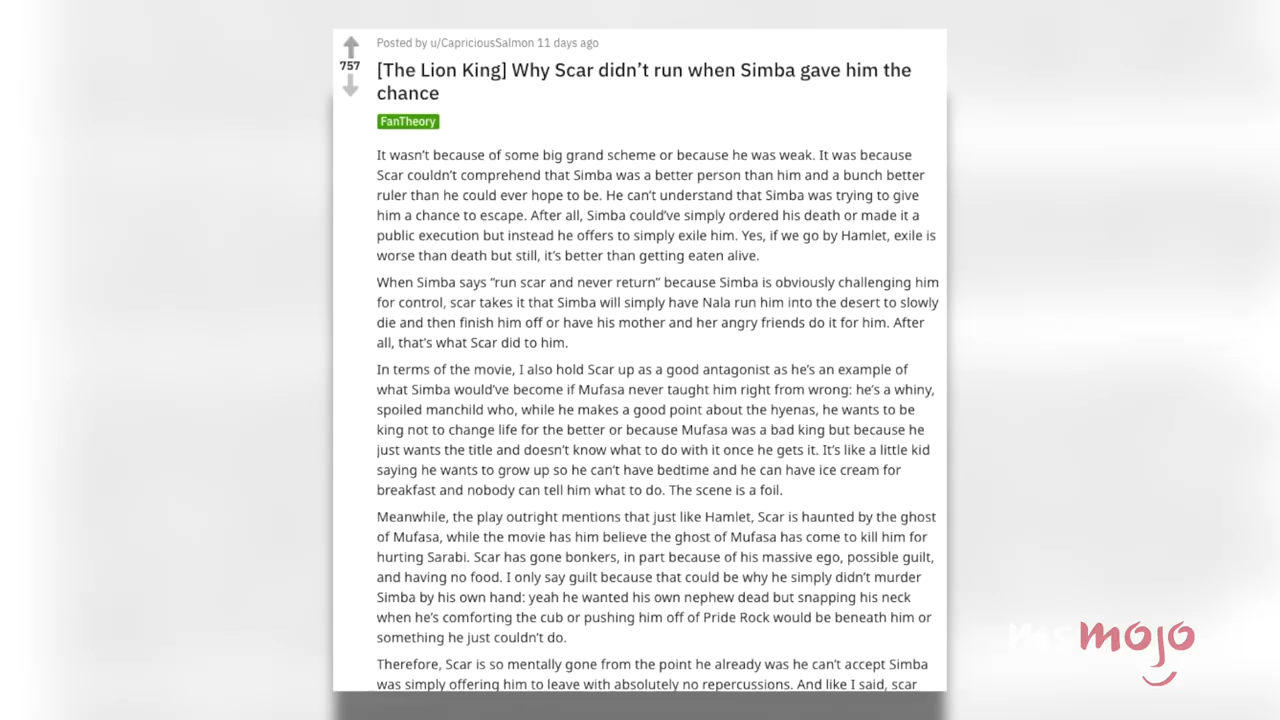 Posted by u/CapriciousSalmon 11 days ago
757
[The Lion King] Why Scar didn't run when Simba gave him the
chance
FanTheory
It wasn't because of some big grand scheme or because he was weak. It was because
Scar couldn't comprehend that Simba was a better person than him and a bunch better
ruler than he could ever hope to be. He can't understand that Simba was trying to give
him a chance to escape. After all, Simba could've simply ordered his death or made it a
public execution but instead he offers to simply exile him. Yes, if we go by Hamlet, exile is
worse than death but still, it's better than getting eaten alive.
When Simba says "run scar and never return" because Simba is obviously challenging him
for control, scar takes it that Simba will simply have Nala run him into the desert to slowly
die and then finish him off or have his mother and her angry friends do it for him. After
all, that's what Scar did to him.
In terms of the movie, I also hold Scar up as a good antagonist as he's an example of
what Simba would've become if Mufasa never taught him right from wrong: he's a whiny,
spoiled manchild who, while he makes a good point about the hyenas, he wants to be
king not to change life for the better or because Mufasa was a bad king but because he
just wants the title and doesn't know what to do with it once he gets it. It's like a little kid
saying he wants to grow up so he can't have bedtime and he can have ice cream for
breakfast and nobody can tell him what to do. The scene is a foil.
Meanwhile, the play outright mentions that just like Hamlet, Scar is haunted by the ghost
of Mufasa, while the movie has him believe the ghost of Mufasa has come to kill him for
hurting Sarabi. Scar has gone bonkers, in part because of his massive ego, possible guilt,
and having no food. I only say guilt because that could be why he simply didn't murder
Simba by his own hand: yeah he wanted his own nephew dead but snapping his neck
when he's comforting the cub or pushing him off of Pride Rock would be beneath him or
something he just couldn't do.
Therefore, Scar is so mentally gone from the point he already was he can't accept Simba
was simply offering him to leave with absolutely no repercussions. And like I said, scar
msmojo